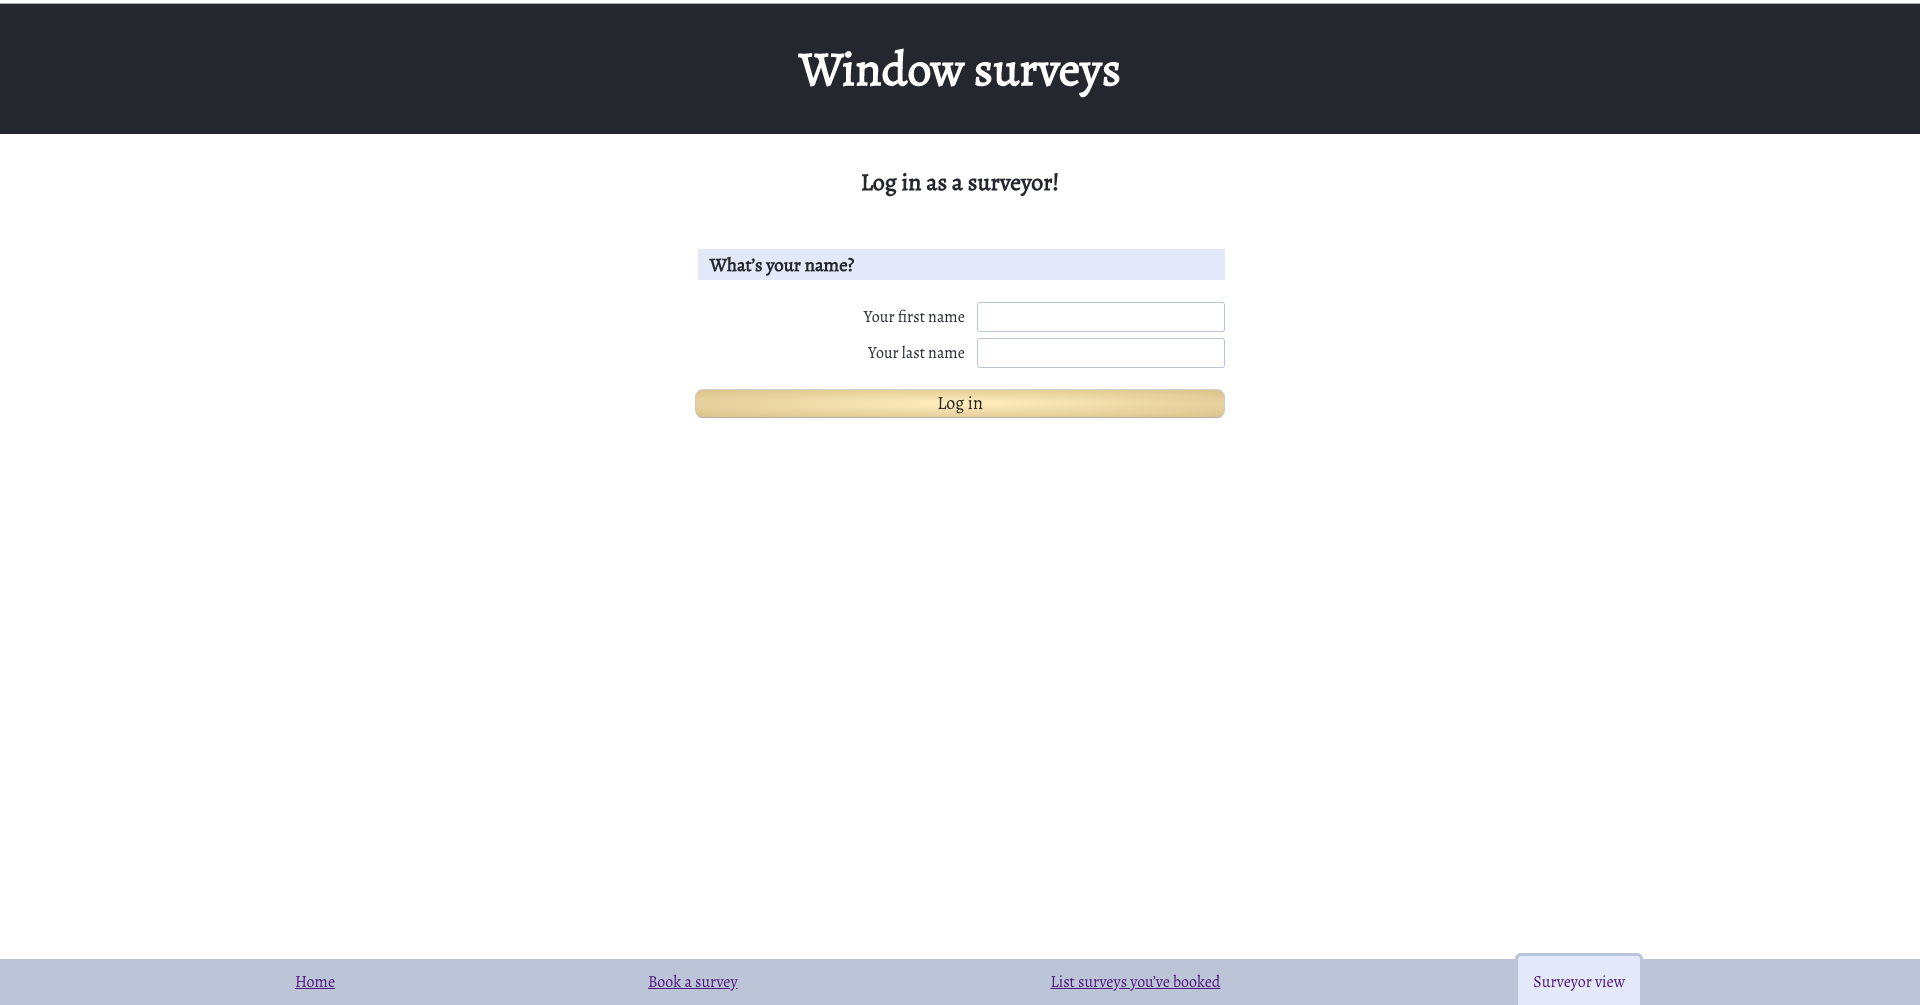 Window surveys
Log in as a surveyor!
What's your name?
Your first name
Your last name
Log in
Home
Book a survey
List surveys you've booked
Surveyor view